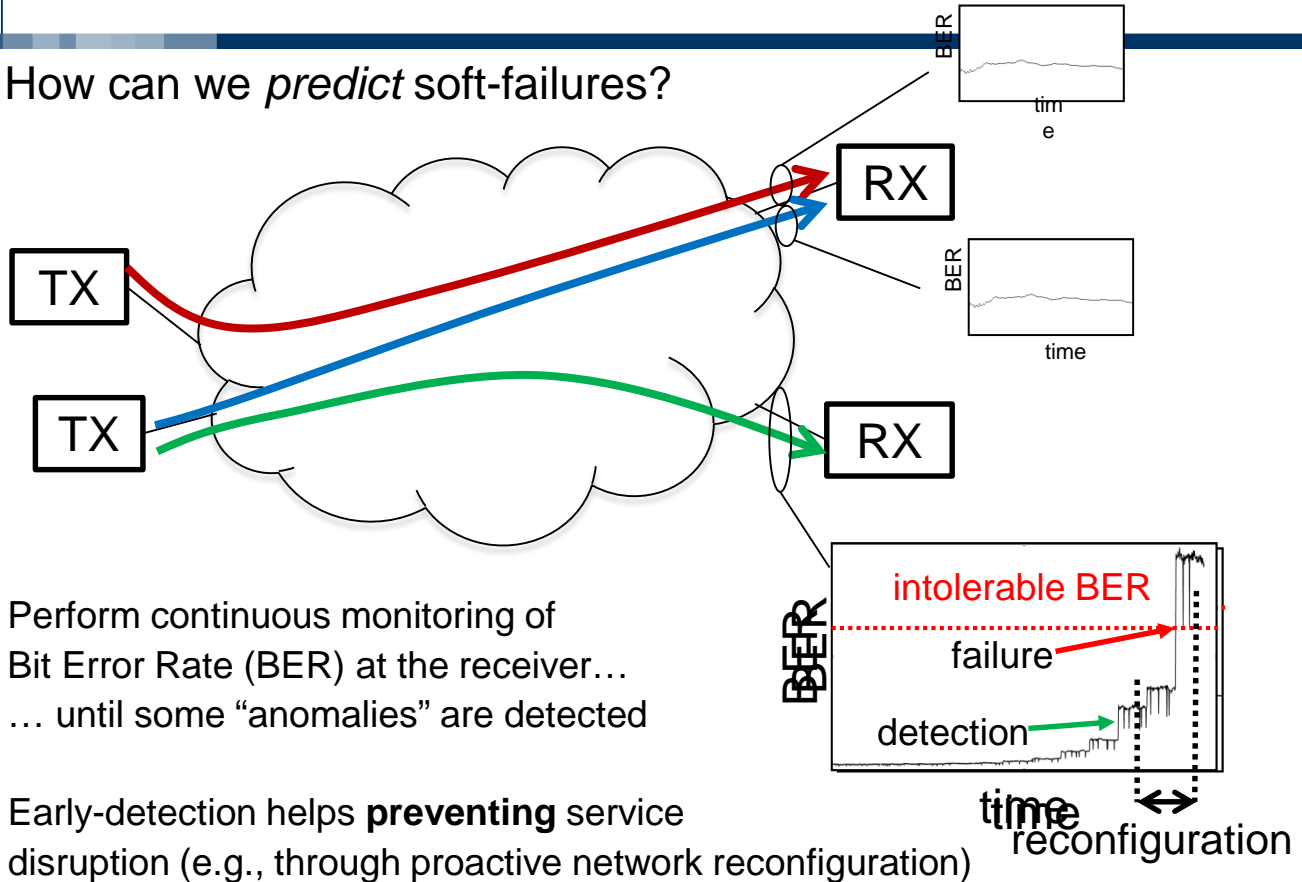 How can we predict soft-failures?
BER
tim
e
RX
TX
BER
time
TX
RX
intolerable BER
failure
detection
BER
BER
time
time
reconfiguration
Perform continuous monitoring of
Bit Error Rate (BER) at the receiver…
… until some “anomalies” are detected
Early-detection helps preventing service
disruption (e.g., through proactive network reconfiguration)